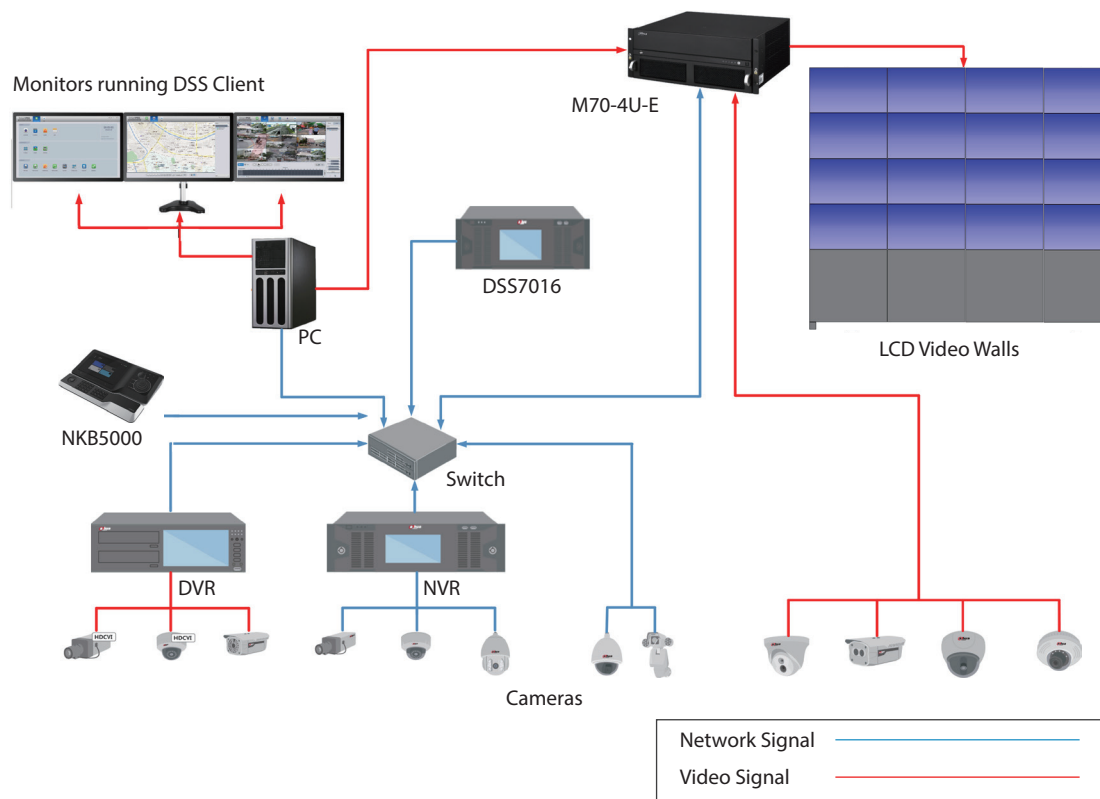 Monitors running DSS Client
M70-4U-E
DSS7016
PC
LCD Video Walls
NKB5000
Switch
DVR
NVR
HDCVI
HDCVI
Cameras
Network Signal
Video Signal